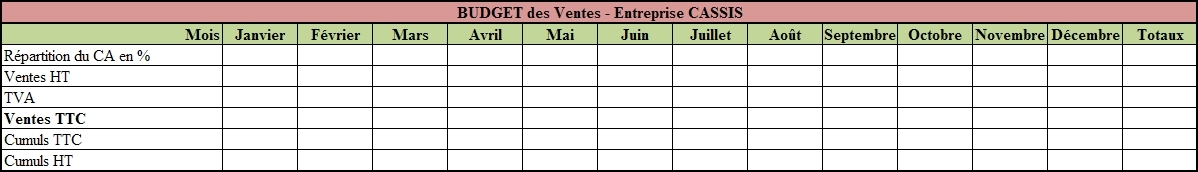 BUDGET des Ventes - Entreprise CASSIS
Mois Janvier Février Mars Avril Mai Juin Juillet Août Septembre Octobre Novembre Décembre Totaux
Répartition du CA en %
Ventes HT
TVA
Ventes TTC
Cumuls TTC
Cumuls HT